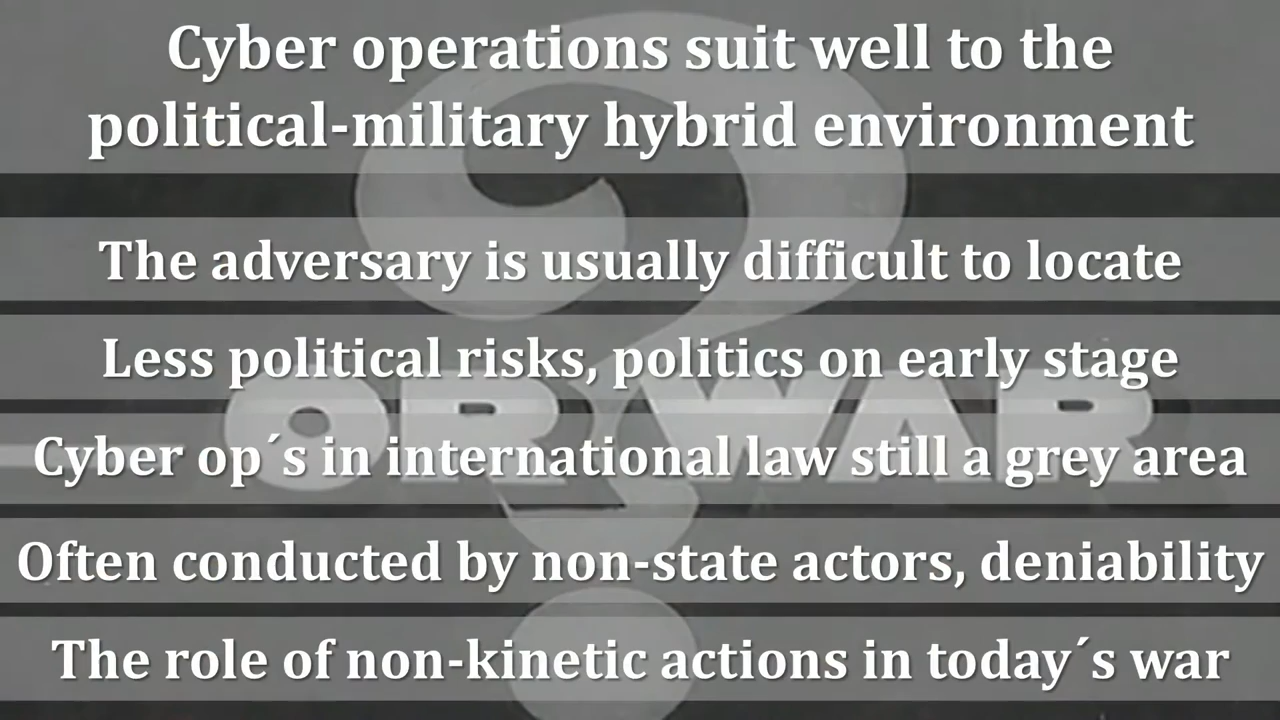 Cyber operations suit well to the
political-military hybrid environment
The adversary is usually difficult to locate
Less political risks, politics on early stage
OR WAR
Cyber op´s in international law still a grey area
Often conducted by non-state actors, deniability
The role of non-kinetic actions in today´s war